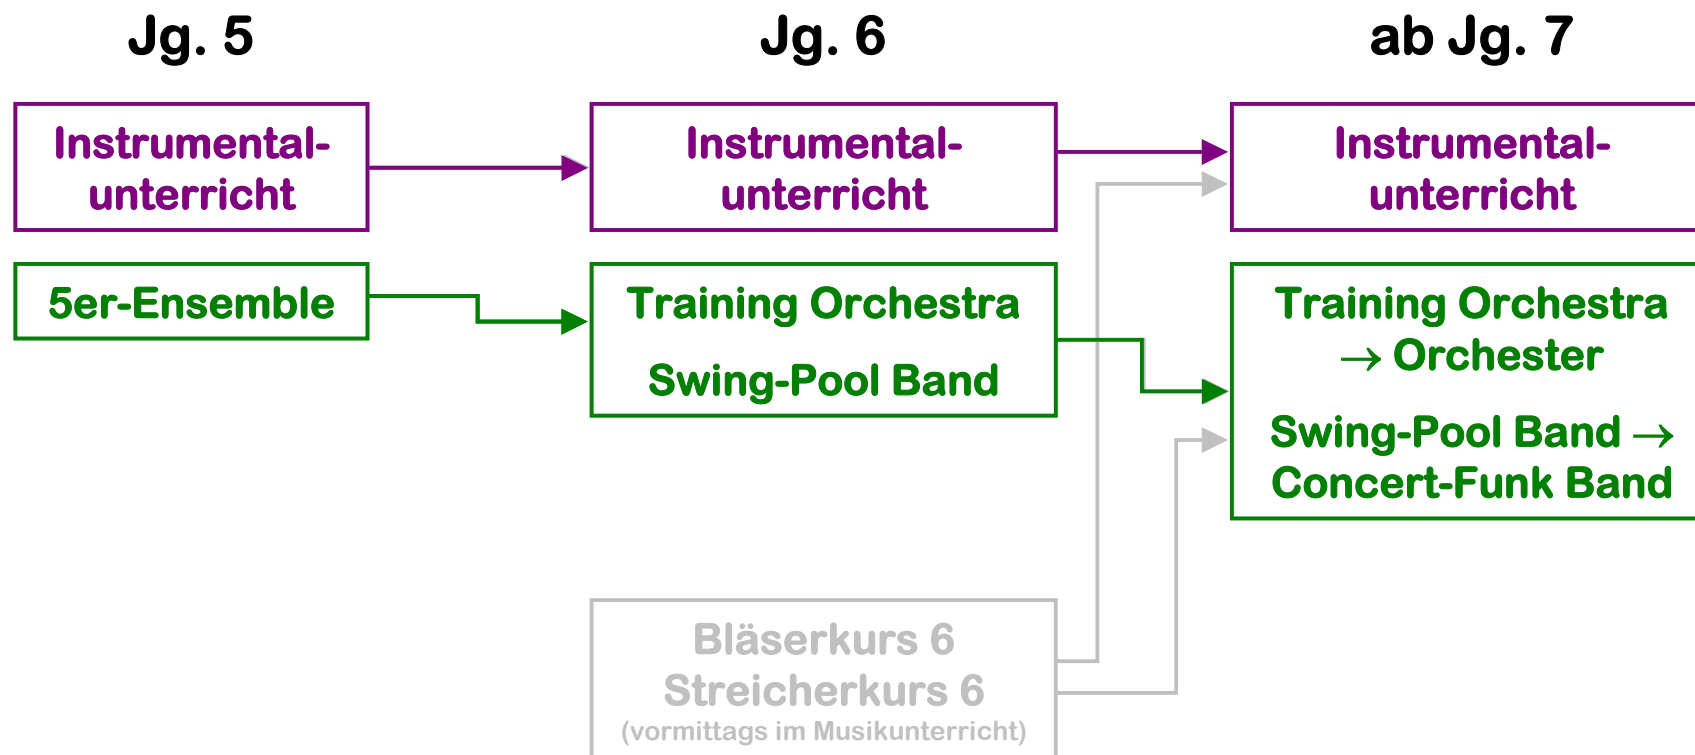 Jg. 5
Jg. 6
ab Jg. 7
Instrumental-
unterricht
Instrumental-
unterricht
Instrumental-
unterricht
5er-Ensemble
Training Orchestra
Swing-Pool Band
Training Orchestra
→ Orchester
Swing-Pool Band →
Concert-Funk Band
Bläserkurs 6
Streicherkurs 6
(vormittags im Musikunterricht)